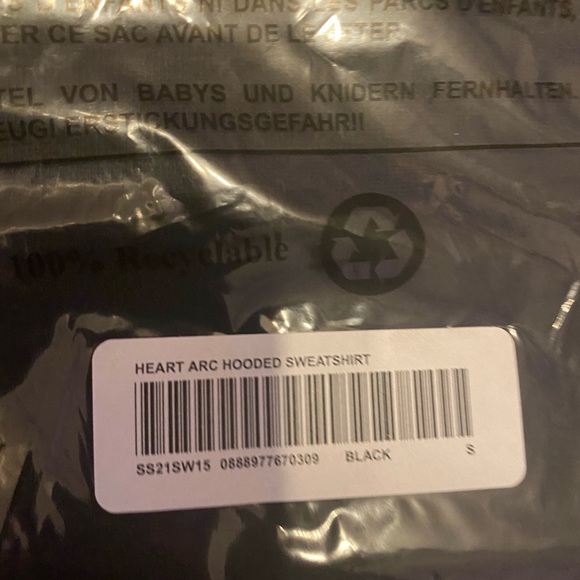 D'ENFANTS NI DANS LES PARCS D'ENFANTS,
ER CE SAC AVANT DE LE
TEL VON BABYS UND KNIDERN FERNHALTEN.
ERSTICKUNGSGEFAHR!!
100% Recyclable
HEART ARC HOODED SWEATSHIRT
SS21SW15 0888977670309 BLACK S